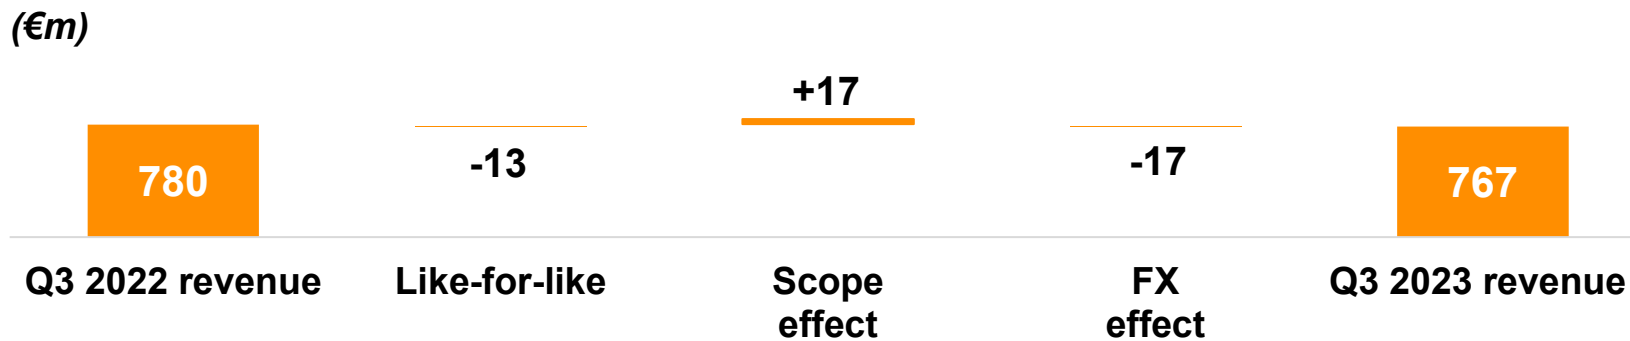 (€m)
+17
780
-13
-17
767
Q3 2022 revenue
Like-for-like
Scope
effect
FX
effect
Q3 2023 revenue